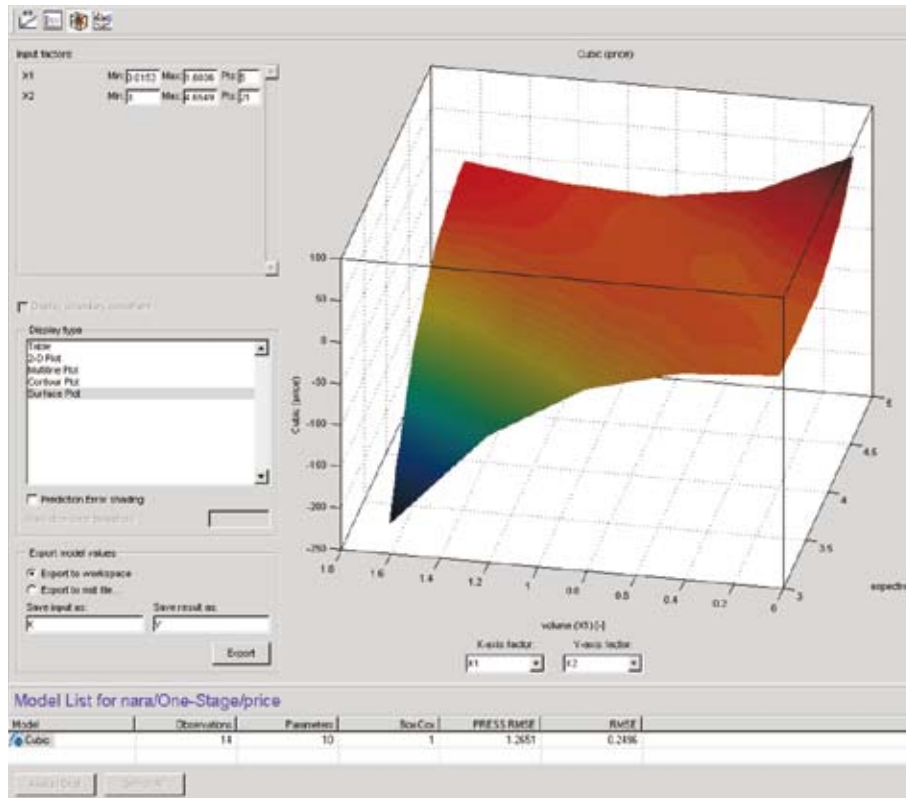 Input factors
X1 Min: Max: Pts:
X2 Min: 3 Max: Pts: 21
Cubic (price)
Display type
Table
2-D Plot
Multiline Plot
Contour Plot
Surface Plot
Prediction Error shading
Export model values
Export to workspace
Export to mat file...
Save input as: Save result as:
X Y
Export
100
50
0
-50
-100
-150
-200
-250
Cubic (price)
1.8 1.6 1.4 1.2 1 0.8 0.6 0.4 0.2 0
3 3.5 4 4.5 5
volume (X1) [-]
X-axis factor: Y-axis factor:
X1 X2
Model List for nara/One-Stage/price
Model Observations Parameters Box-Cox PRESS RMSE RMSE
Cubic 14 10 1 1.2651 0.2496